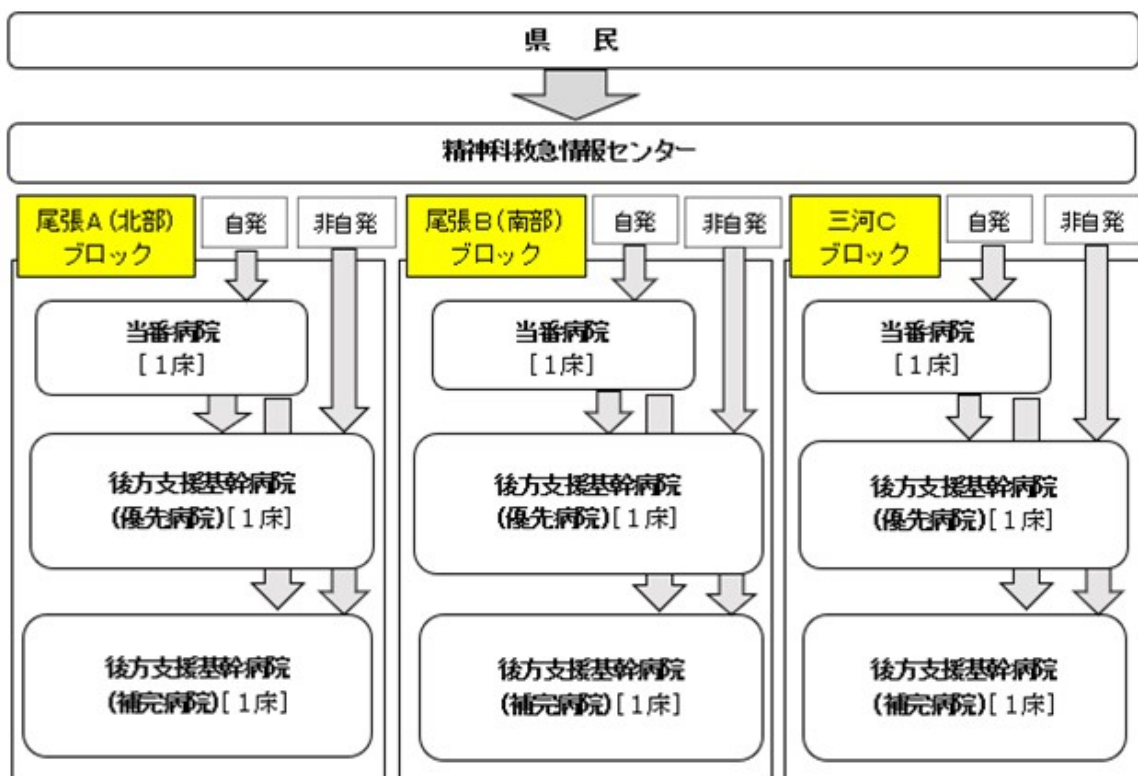 県 民
精神科救急情報センター
尾張A(北部)
ブロック
自発
非自発
当番病院
[1床]
後方支援基幹病院
(優先病院)[1床]
後方支援基幹病院
(補完病院)[1床]
尾張B(南部)
ブロック
自発
非自発
当番病院
[1床]
後方支援基幹病院
(優先病院)[1床]
後方支援基幹病院
(補完病院)[1床]
三河C
ブロック
自発
非自発
当番病院
[1床]
後方支援基幹病院
(優先病院)[1床]
後方支援基幹病院
(補完病院)[1床]